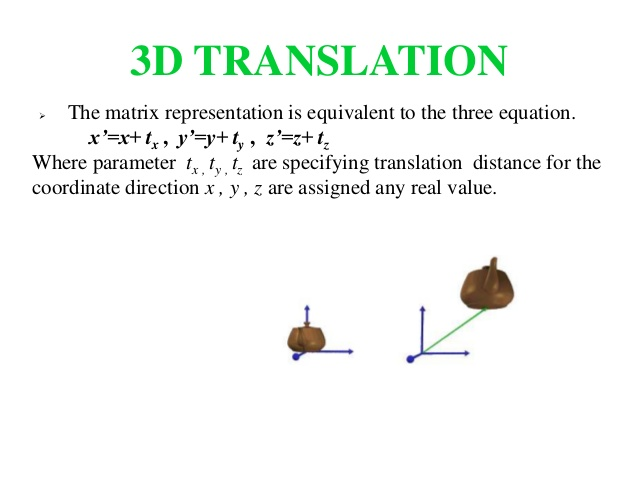 3D TRANSLATION
➢ The matrix representation is equivalent to the three equation.
x’=x+ tx , y’=y+ ty , z’=z+ tz
Where parameter tx , ty , tz are specifying translation distance for the
coordinate direction x , y , z are assigned any real value.